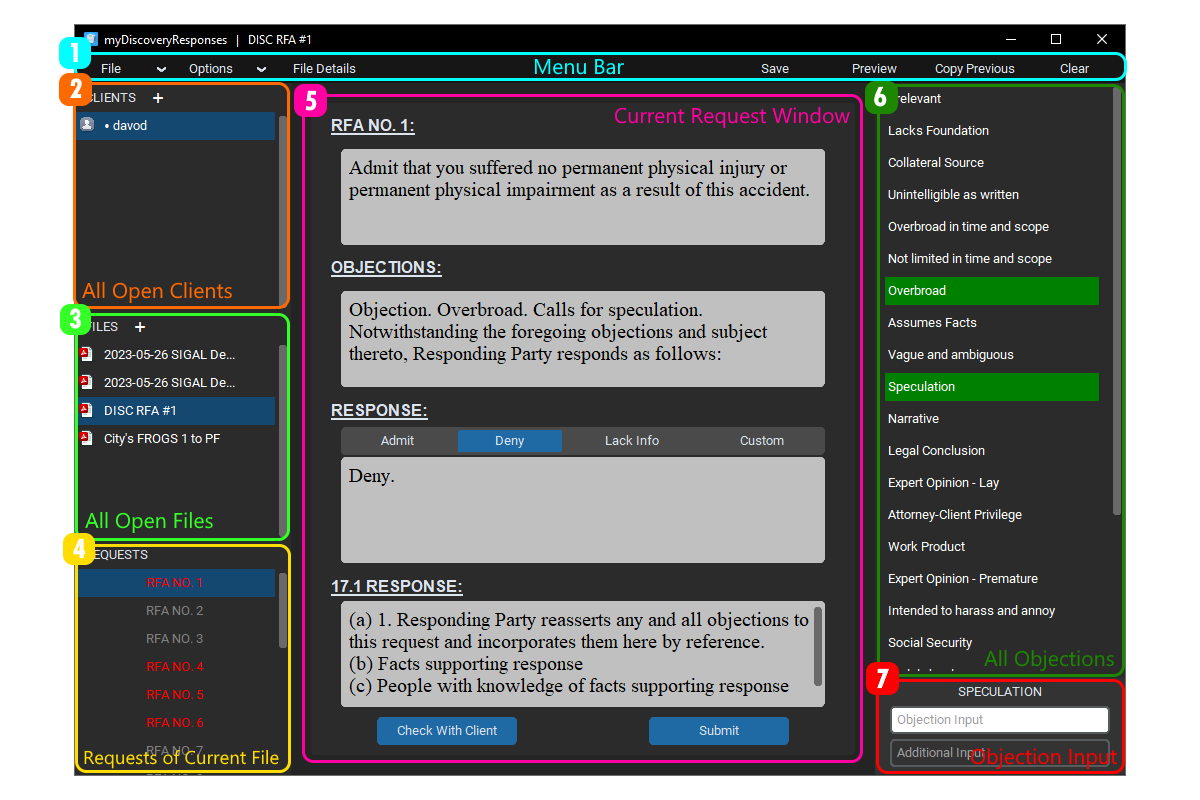 myDiscoveryResponses | DISC RFA #1
1
File Options File Details Menu Bar Save Preview Copy Previous Clear
2
CLIENTS +
• davod
All Open Clients
3
FILES +
2023-05-26 SIGAL De...
2023-05-26 SIGAL De...
DISC RFA #1
City's FROGS 1 to PF
All Open Files
4
REQUESTS
RFA NO. 1
RFA NO. 2
RFA NO. 3
RFA NO. 4
RFA NO. 5
RFA NO. 6
RFA NO. 7
Requests of Current File
5
Current Request Window
RFA NO. 1:
Admit that you suffered no permanent physical injury or
permanent physical impairment as a result of this accident.
OBJECTIONS:
Objection. Overbroad. Calls for speculation.
Notwithstanding the foregoing objections and subject
thereto, Responding Party responds as follows:
RESPONSE:
Admit Deny Lack Info Custom
Deny.
17.1 RESPONSE:
(a) 1. Responding Party reasserts any and all objections to
this request and incorporates them here by reference.
(b) Facts supporting response
(c) People with knowledge of facts supporting response
Check With Client Submit
6
Irrelevant
Lacks Foundation
Collateral Source
Unintelligible as written
Overbroad in time and scope
Not limited in time and scope
Overbroad
Assumes Facts
Vague and ambiguous
Speculation
Narrative
Legal Conclusion
Expert Opinion - Lay
Attorney-Client Privilege
Work Product
Expert Opinion - Premature
Intended to harass and annoy
Social Security
All Objections
7
SPECULATION
Objection Input
Additional Input
Objection Input